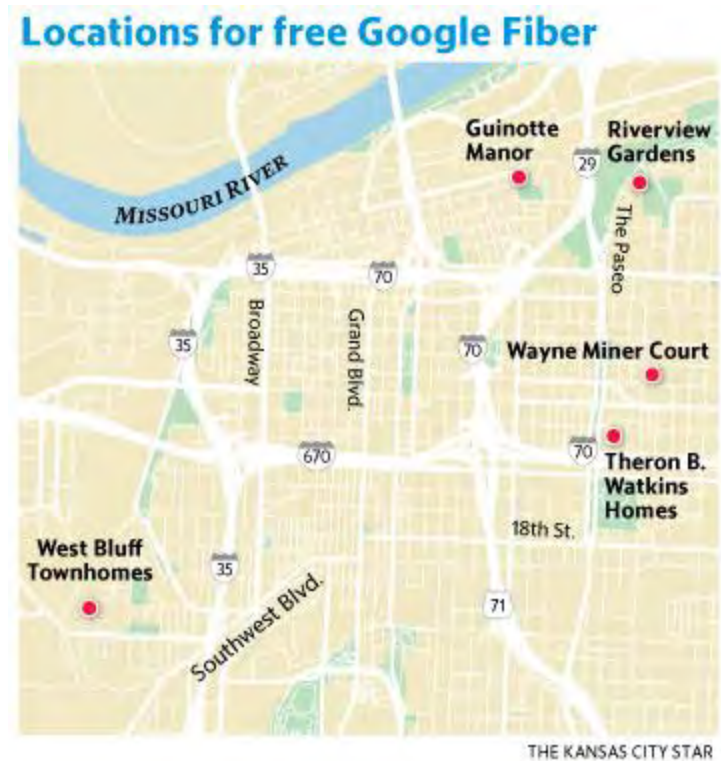 Locations for free Google Fiber
Guinotte
Manor
Riverview
Gardens
29
MISSOURI RIVER
The Paseo
35
70
Broadway
Grand Blvd.
35
70
Wayne Miner Court
670
70
Theron B.
Watkins
Homes
18th St.
West Bluff
Townhomes
35
71
Southwest Blvd.
THE KANSAS CITY STAR